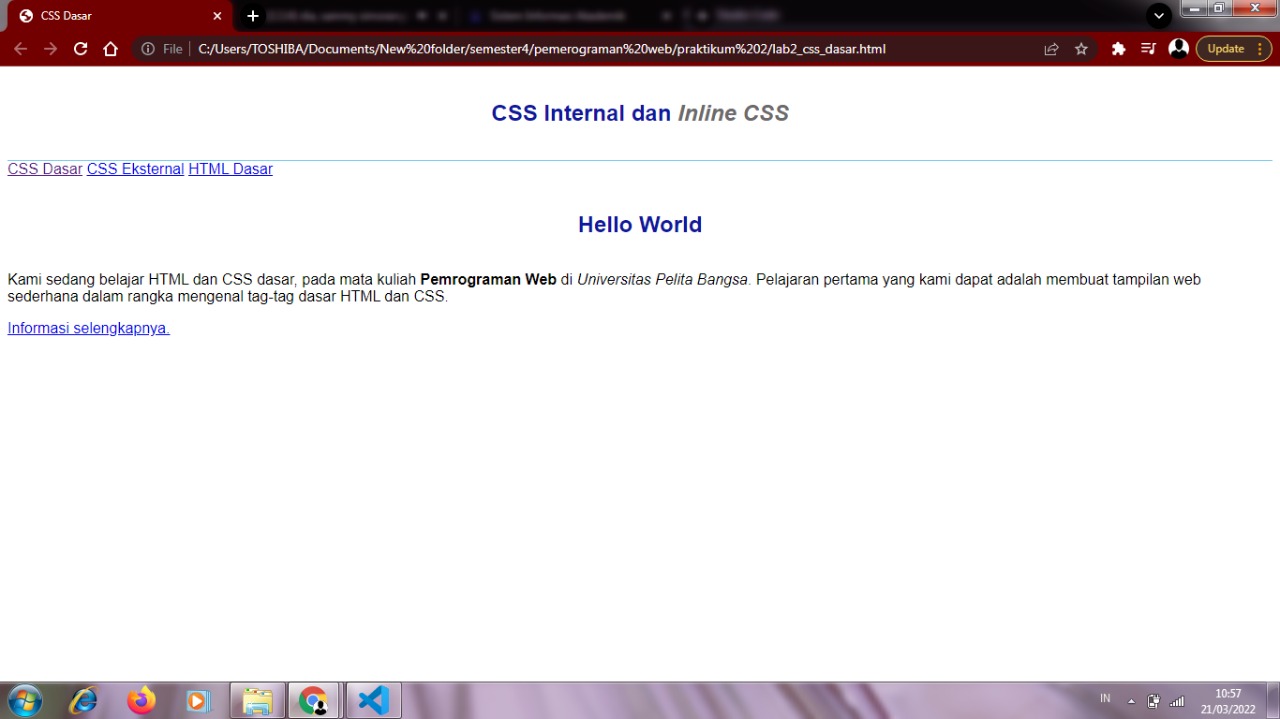 CSS Dasar
File
C:/Users/TOSHIBA/Documents/New%20folder/semester4/pemerograman%20web/praktikum%202/lab2_css_dasar.html
Update
CSS Internal dan Inline CSS
CSS Dasar CSS Eksternal HTML Dasar
Hello World
Kami sedang belajar HTML dan CSS dasar, pada mata kuliah Pemrograman Web di Universitas Pelita Bangsa. Pelajaran pertama yang kami dapat adalah membuat tampilan web
sederhana dalam rangka mengenal tag-tag dasar HTML dan CSS.
Informasi selengkapnya.
IN
10:57
21/03/2022